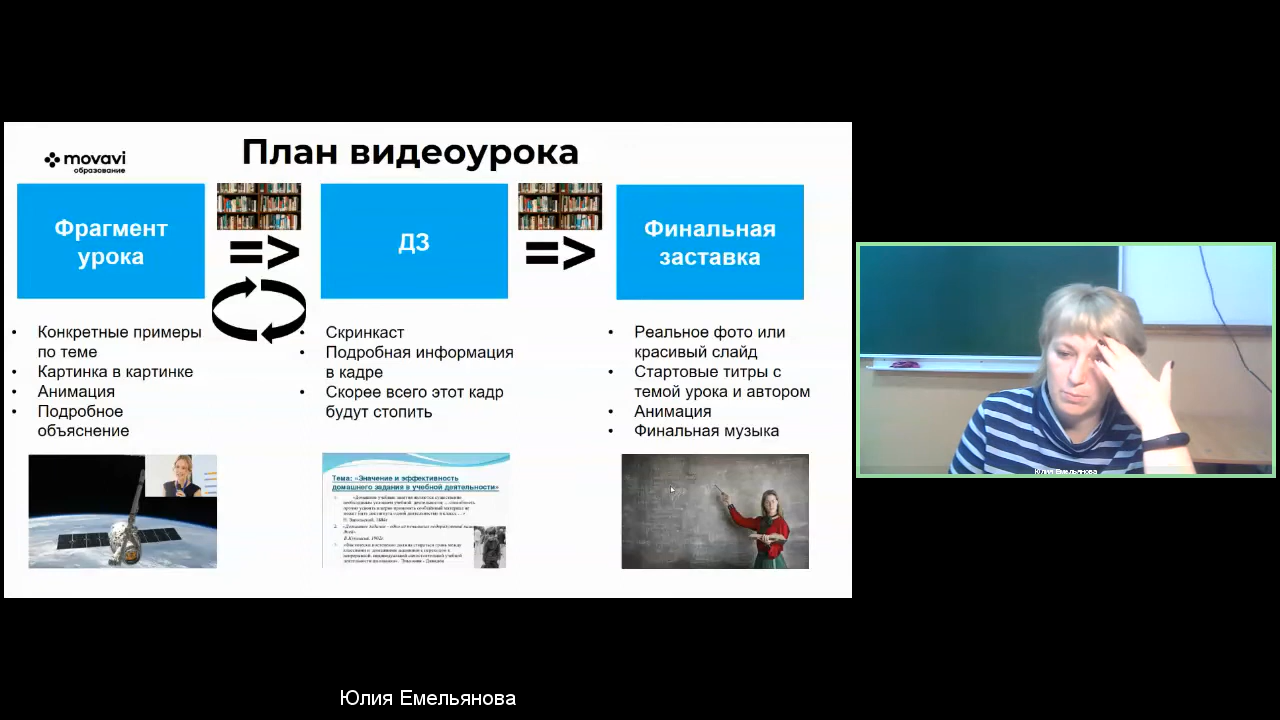 План видеоурока
movavi
образование
Фрагмент
урока
=>
ДЗ
=>
Финальная
заставка
• Конкретные примеры
по теме
• Картинка в картинке
• Анимация
• Подробное
объяснение
• Скринкаст
• Подробная информация
в кадре
• Скорее всего этот кадр
будут стопить
• Реальное фото или
красивый слайд
• Стартовые титры с
темой урока и автором
• Анимация
• Финальная музыка
Тема: «Значение и эффективность
домашнего задания в учебной деятельности»
Юлия Емельянова
Юлия Емельянова